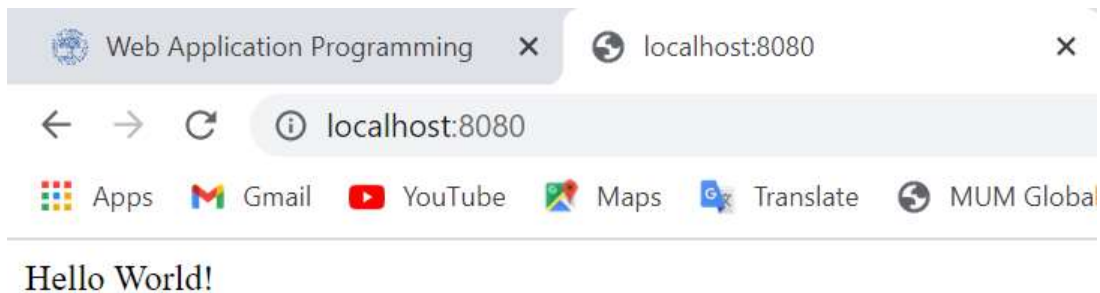 Web Application Programming localhost:8080
localhost:8080
Apps Gmail YouTube Maps Translate MUM Global
Hello World!